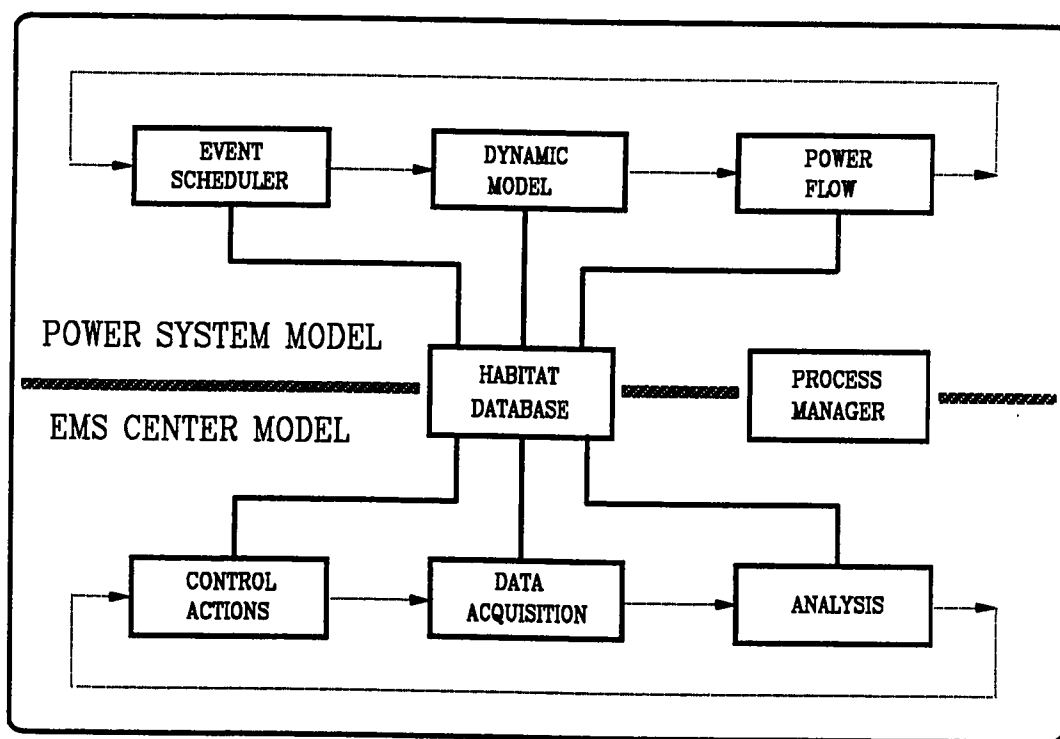 EVENT
SCHEDULER
DYNAMIC
MODEL
POWER
FLOW
POWER SYSTEM MODEL
HABITAT
DATABASE
PROCESS
MANAGER
EMS CENTER MODEL
CONTROL
ACTIONS
DATA
ACQUISITION
ANALYSIS